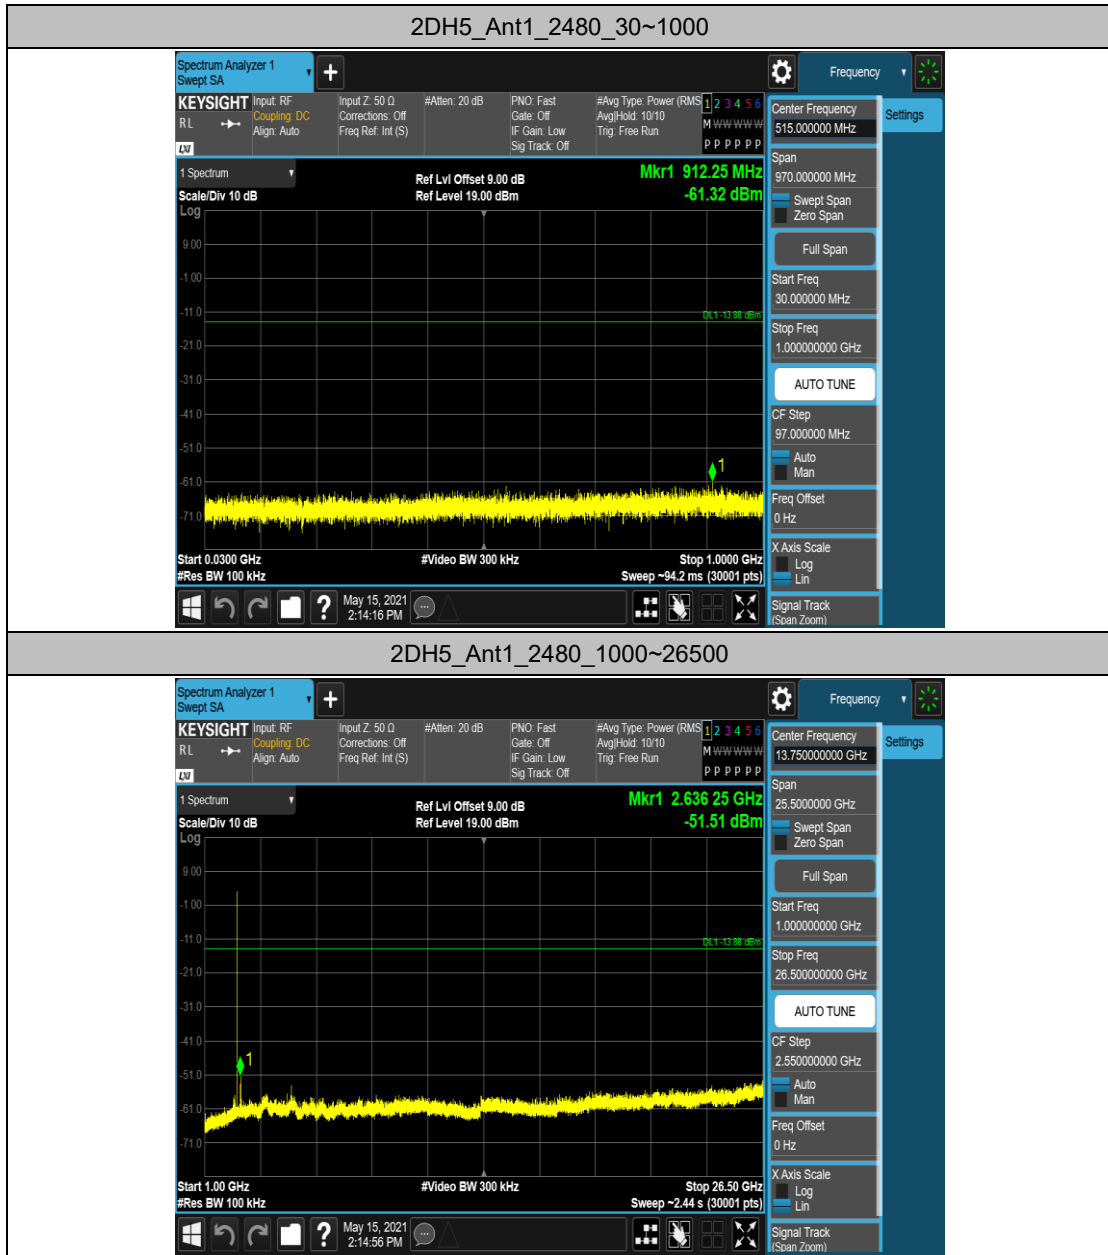 2DH5_Ant1_2480_30~1000
Spectrum Analyzer 1
Swept SA
Frequency
KEYSIGHT
RL
LXI
Input: RF
Coupling: DC
Align: Auto
Input Z: 50 Ω
Corrections: Off
Freq Ref: Int (S)
#Atten: 20 dB
PNO: Fast
Gate: Off
IF Gain: Low
Sig Track: Off
#Avg Type: Power (RMS
Avg|Hold: 10/10
Trig: Free Run
1 2 3 4 5 6
M W W W W W
P P P P P P
1 Spectrum
Scale/Div 10 dB
Log
Ref Lvl Offset 9.00 dB
Ref Level 19.00 dBm
Mkr1 912.25 MHz
-61.32 dBm
9.00
-1.00
-11.0
DL1 -13.88 dBm
-21.0
-31.0
-41.0
-51.0
1
-61.0
-71.0
Start 0.0300 GHz
#Video BW 300 kHz
Stop 1.0000 GHz
#Res BW 100 kHz
Sweep ~94.2 ms (30001 pts)
May 15, 2021
2:14:16 PM
Center Frequency
515.000000 MHz
Settings
Span
970.000000 MHz
Swept Span
Zero Span
Full Span
Start Freq
30.000000 MHz
Stop Freq
1.000000000 GHz
AUTO TUNE
CF Step
97.000000 MHz
Auto
Man
Freq Offset
0 Hz
X Axis Scale
Log
Lin
Signal Track
(Span Zoom)
2DH5_Ant1_2480_1000~26500
Spectrum Analyzer 1
Swept SA
Frequency
KEYSIGHT
RL
LXI
Input: RF
Coupling: DC
Align: Auto
Input Z: 50 Ω
Corrections: Off
Freq Ref: Int (S)
#Atten: 20 dB
PNO: Fast
Gate: Off
IF Gain: Low
Sig Track: Off
#Avg Type: Power (RMS
Avg|Hold: 10/10
Trig: Free Run
1 2 3 4 5 6
M W W W W W
P P P P P P
1 Spectrum
Scale/Div 10 dB
Log
Ref Lvl Offset 9.00 dB
Ref Level 19.00 dBm
Mkr1 2.636 25 GHz
-51.51 dBm
9.00
-1.00
-11.0
DL1 -13.88 dBm
-21.0
-31.0
-41.0
1
-51.0
-61.0
-71.0
Start 1.00 GHz
#Video BW 300 kHz
Stop 26.50 GHz
#Res BW 100 kHz
Sweep ~2.44 s (30001 pts)
May 15, 2021
2:14:56 PM
Center Frequency
13.750000000 GHz
Settings
Span
25.5000000 GHz
Swept Span
Zero Span
Full Span
Start Freq
1.000000000 GHz
Stop Freq
26.500000000 GHz
AUTO TUNE
CF Step
2.550000000 GHz
Auto
Man
Freq Offset
0 Hz
X Axis Scale
Log
Lin
Signal Track
(Span Zoom)